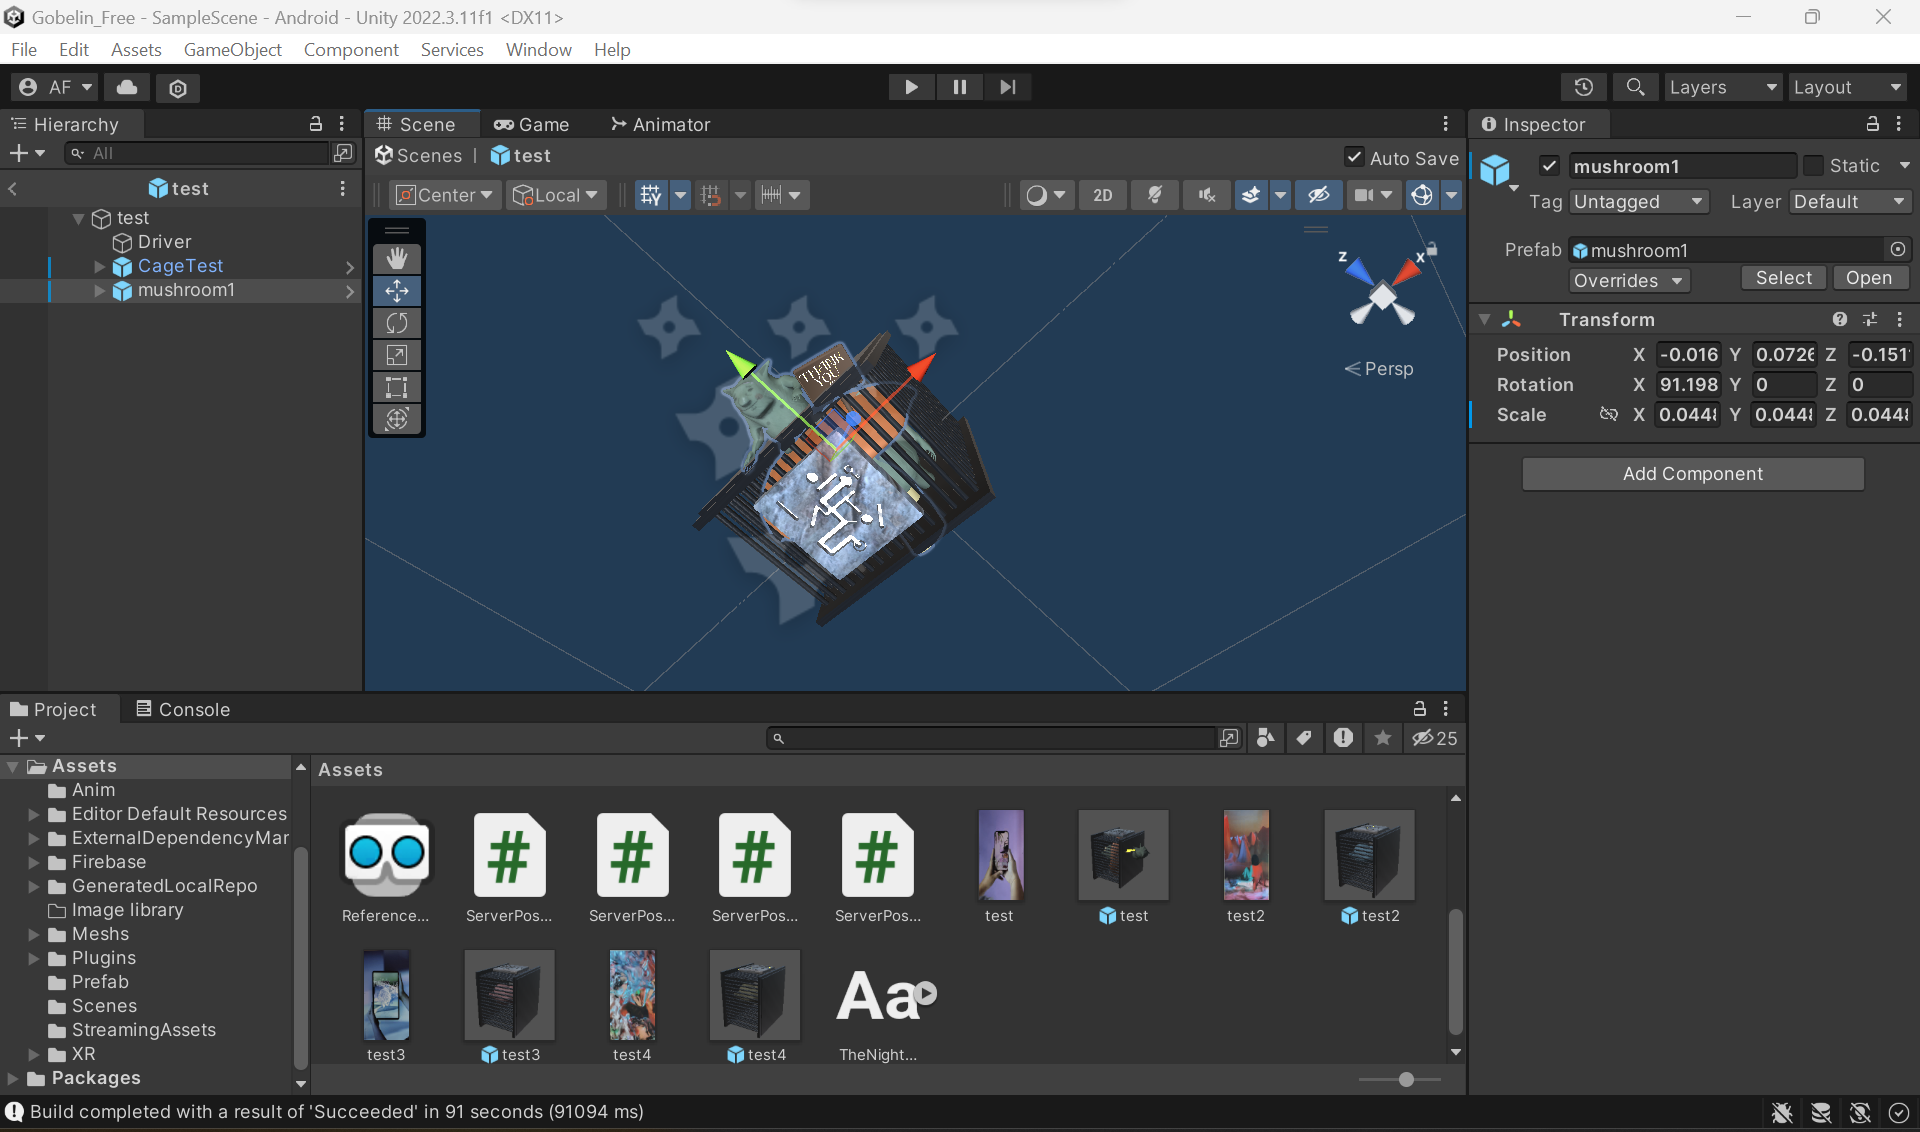 Gobelin_Free - SampleScene - Android - Unity 2022.3.11f1 <DX11>
File Edit Assets GameObject Component Services Window Help
AF Layers Layout
Hierarchy
All
test
test
Driver
CageTest
mushroom1
Scene Game Animator
Scenes | test Auto Save
Center Local 2D
THANK
YOU
z x
Persp
Inspector
mushroom1 Static
Tag Untagged Layer Default
Prefab mushroom1
Overrides Select Open
Transform
Position X -0.016 Y 0.0726 Z -0.151
Rotation X 91.198 Y 0 Z 0
Scale X 0.0448 Y 0.0448 Z 0.0448
Add Component
Project Console
25
Assets
Anim
Editor Default Resources
ExternalDependencyMar
Firebase
GeneratedLocalRepo
Image library
Meshs
Plugins
Prefab
Scenes
StreamingAssets
XR
Packages
Assets
# # # #
Reference... ServerPos... ServerPos... ServerPos... ServerPos... test test test2 test2
Aa
test3 test3 test4 test4 TheNight...
Build completed with a result of 'Succeeded' in 91 seconds (91094 ms)